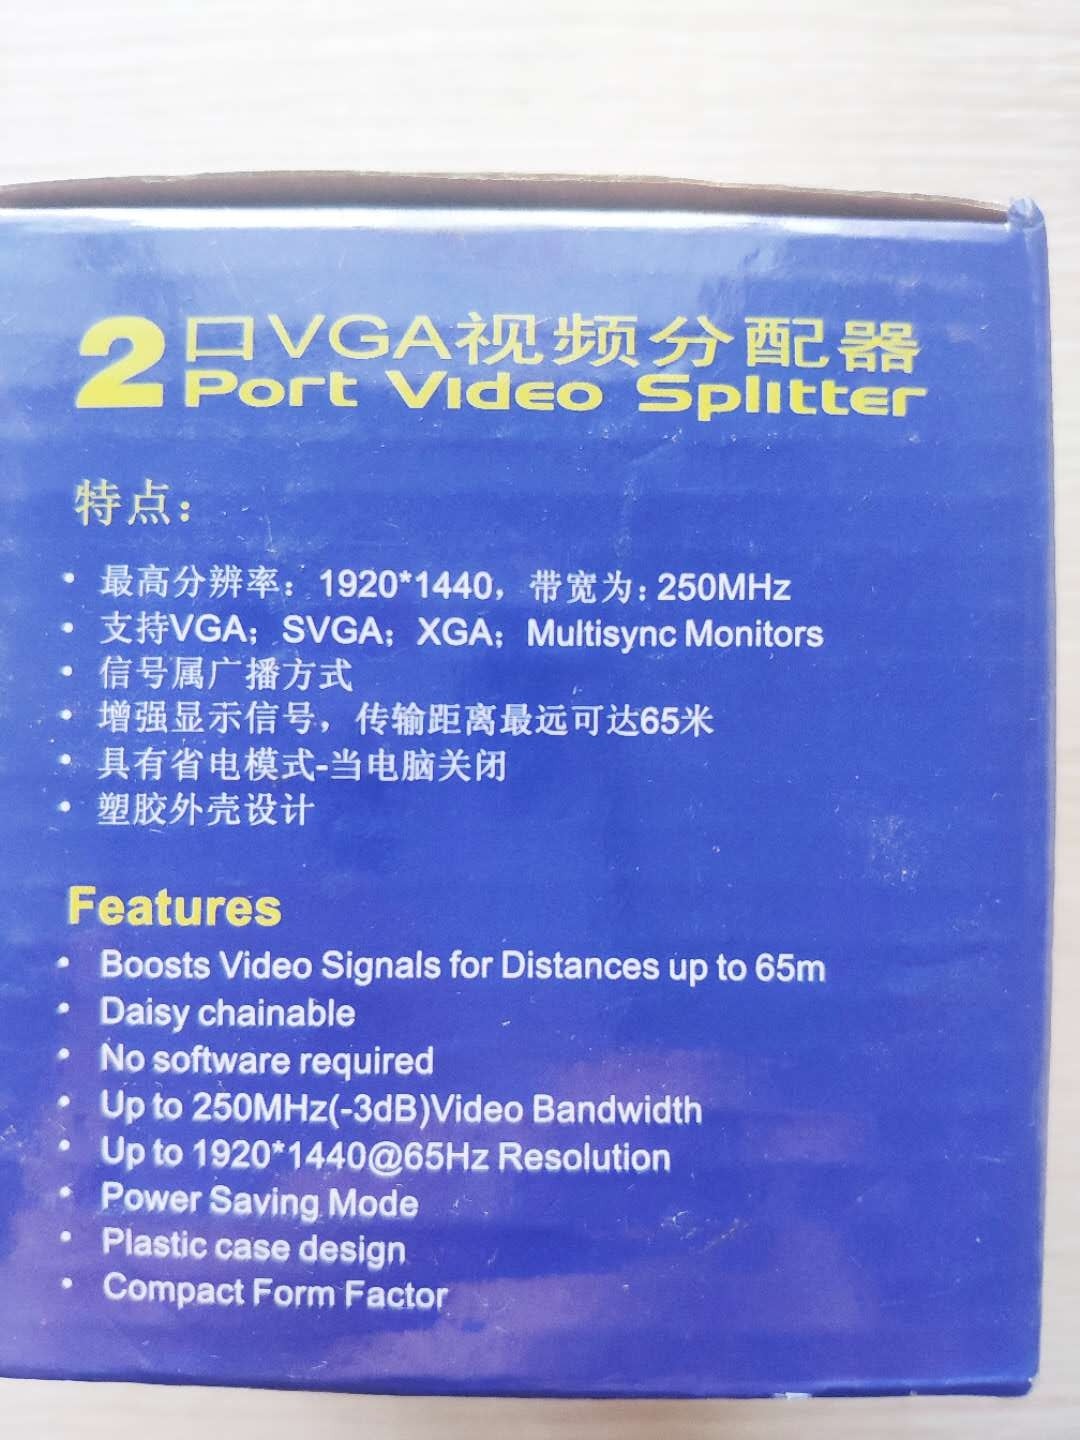 2口VGA视频分配器
Port Video Splitter
特点：
• 最高分辨率：1920*1440，带宽为：250MHz
• 支持VGA；SVGA；XGA；Multisync Monitors
• 信号属广播方式
• 增强显示信号，传输距离最远可达65米
• 具有省电模式-当电脑关闭
• 塑胶外壳设计
Features
• Boosts Video Signals for Distances up to 65m
• Daisy chainable
• No software required
• Up to 250MHz(-3dB)Video Bandwidth
• Up to 1920*1440@65Hz Resolution
• Power Saving Mode
• Plastic case design
• Compact Form Factor